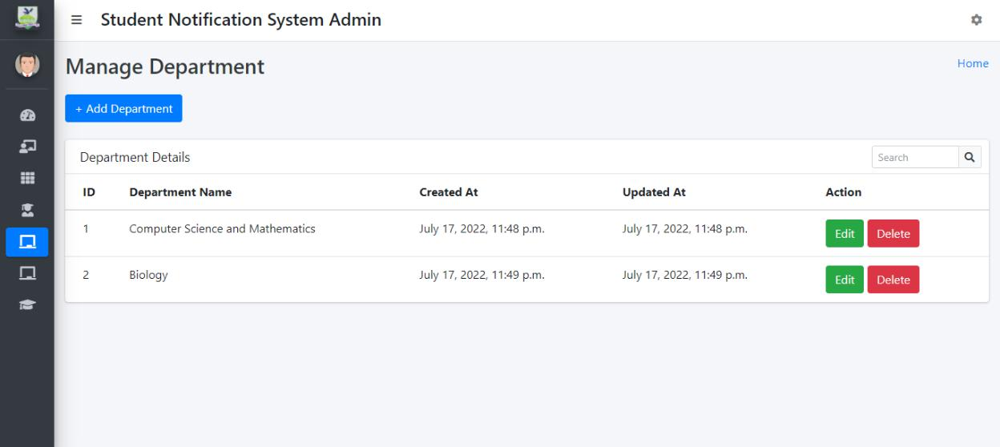 Student Notification System Admin
Manage Department
Home
+ Add Department
Department Details
Search
ID Department Name Created At Updated At Action
1 Computer Science and Mathematics July 17, 2022, 11:48 p.m. July 17, 2022, 11:48 p.m. Edit Delete
2 Biology July 17, 2022, 11:49 p.m. July 17, 2022, 11:49 p.m. Edit Delete